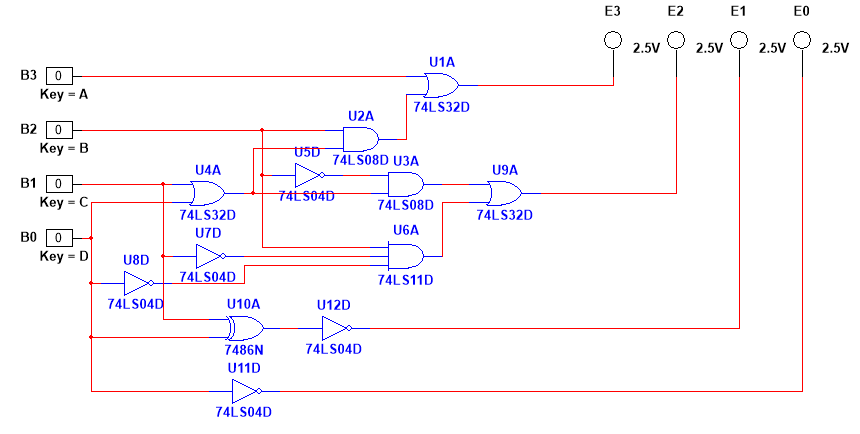 E3 E2 E1 E0
2.5V 2.5V 2.5V 2.5V
U1A
B3 0
Key = A
74LS32D
U2A
B2 0
Key = B
U5D 74LS08D
U4A U3A U9A
B1 0
74LS04D
Key = C
74LS08D
74LS32D 74LS32D
B0 0 U7D U6A
Key = D
U8D
74LS04D 74LS11D
74LS04D U10A U12D
7486N 74LS04D
U11D
74LS04D